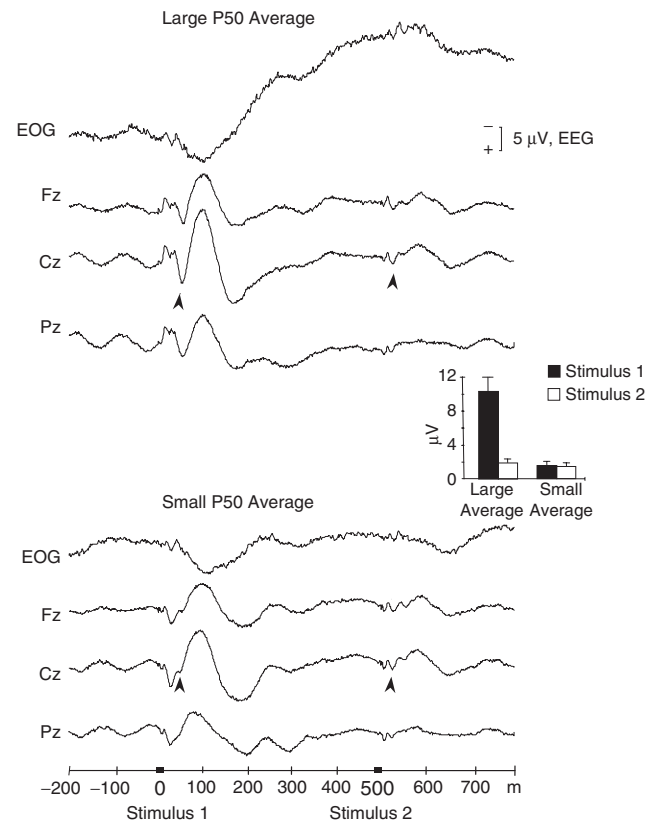 Large P50 Average
EOG
− 5 μV, EEG
+
Fz
Cz
Pz
12
8
μV
4
0
Stimulus 1
Stimulus 2
Large Small
Average Average
Small P50 Average
EOG
Fz
Cz
Pz
−200 −100 0 100 200 300 400 500 600 700 m
Stimulus 1 Stimulus 2